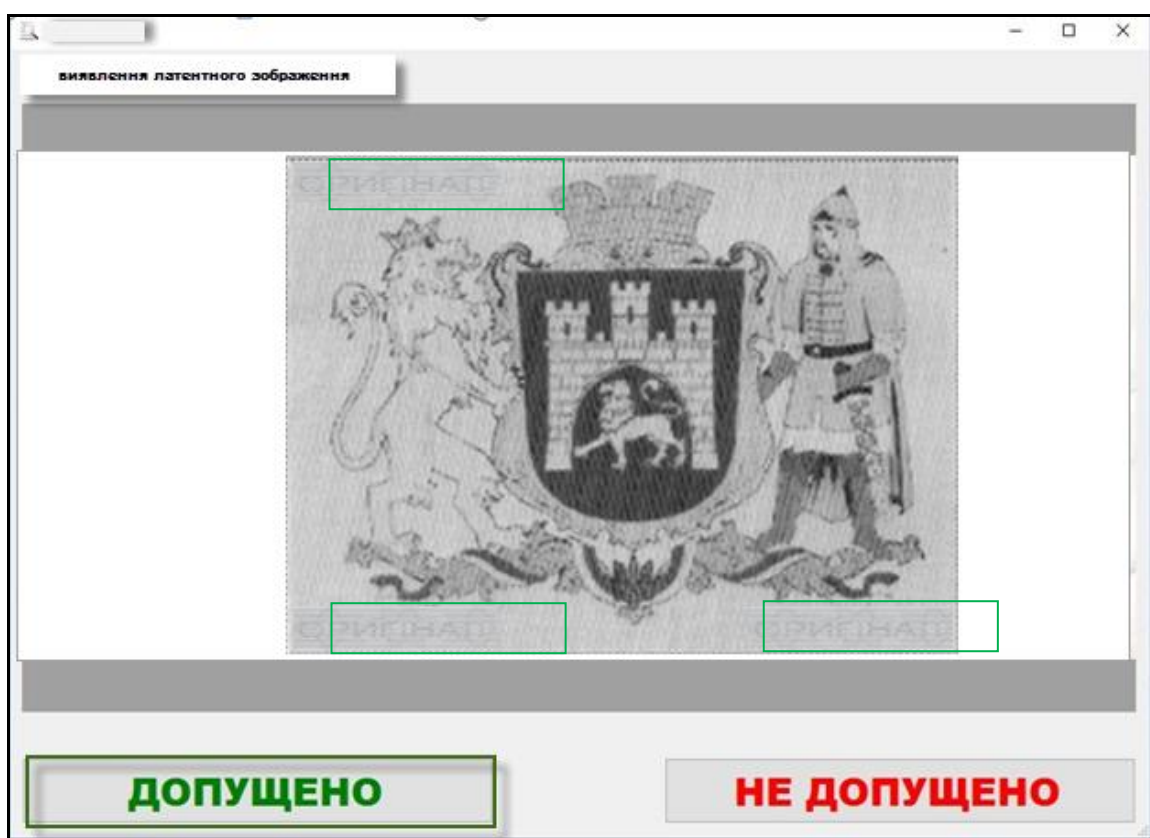 виявлення латентного зображення
ОРИГІНАЛ
ОРИГІНАЛ
ОРИГІНАЛ
ДОПУЩЕНО
НЕ ДОПУЩЕНО